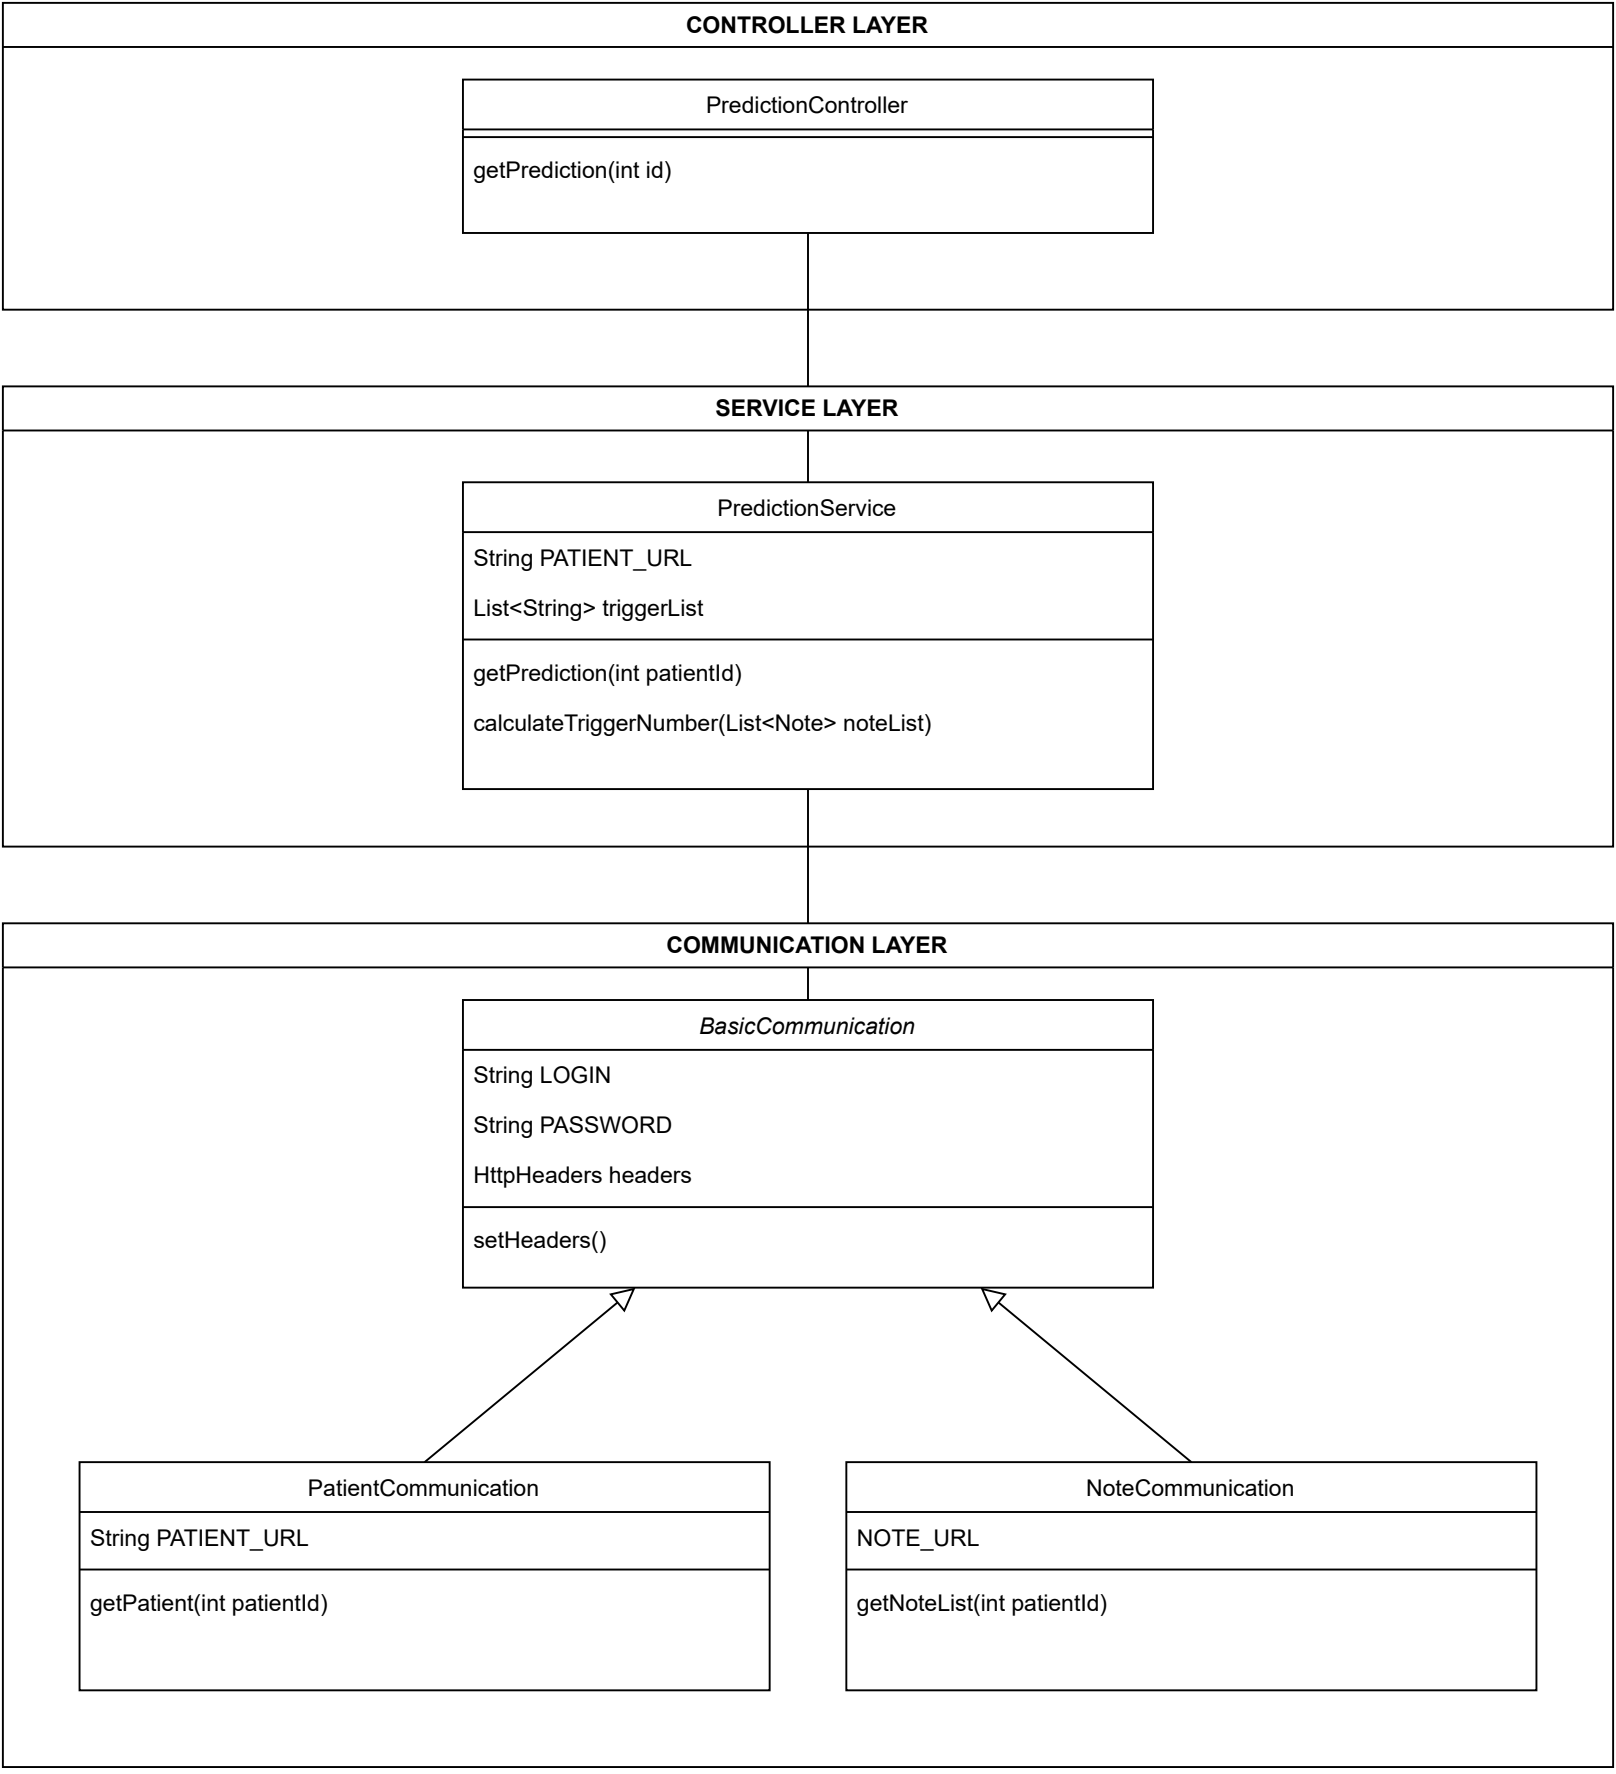 CONTROLLER LAYER
PredictionController
getPrediction(int id)
SERVICE LAYER
PredictionService
String PATIENT_URL
List<String> triggerList
getPrediction(int patientId)
calculateTriggerNumber(List<Note> noteList)
COMMUNICATION LAYER
BasicCommunication
String LOGIN
String PASSWORD
HttpHeaders headers
setHeaders()
PatientCommunication
String PATIENT_URL
getPatient(int patientId)
NoteCommunication
NOTE_URL
getNoteList(int patientId)